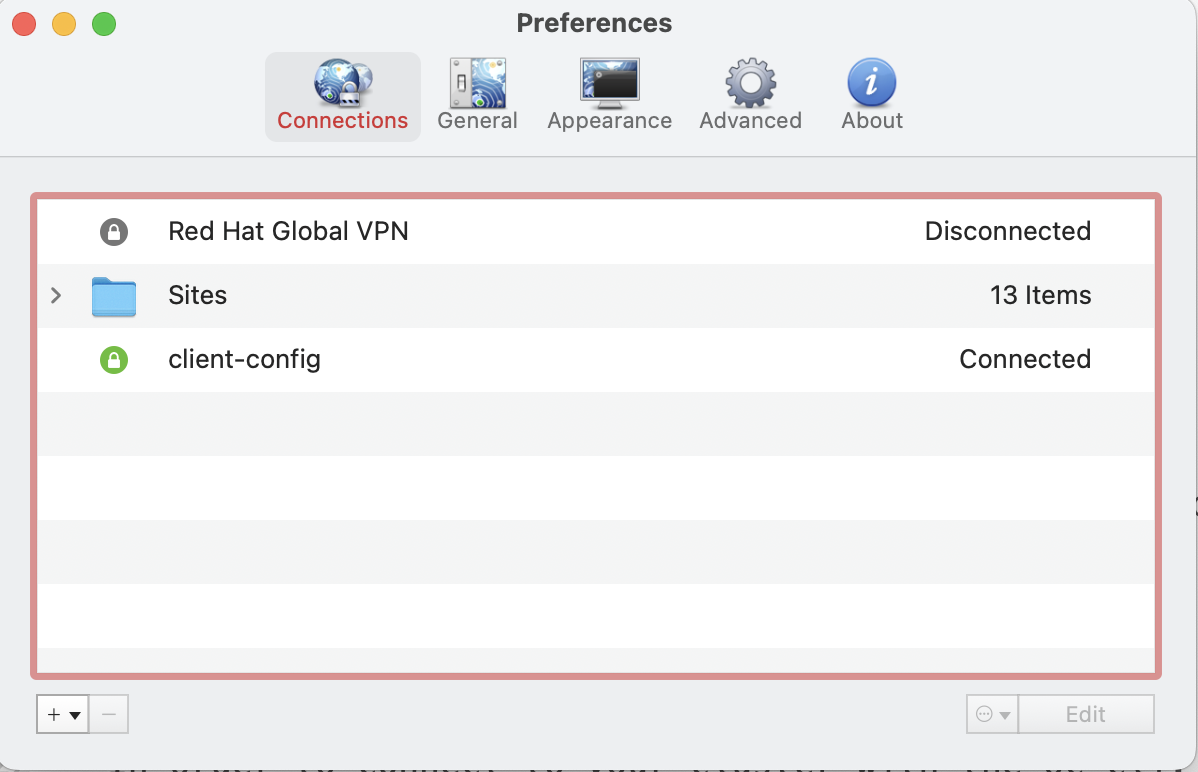 Preferences
Connections
General
Appearance
Advanced
About
Red Hat Global VPN
Disconnected
Sites
13 Items
client-config
Connected
Edit